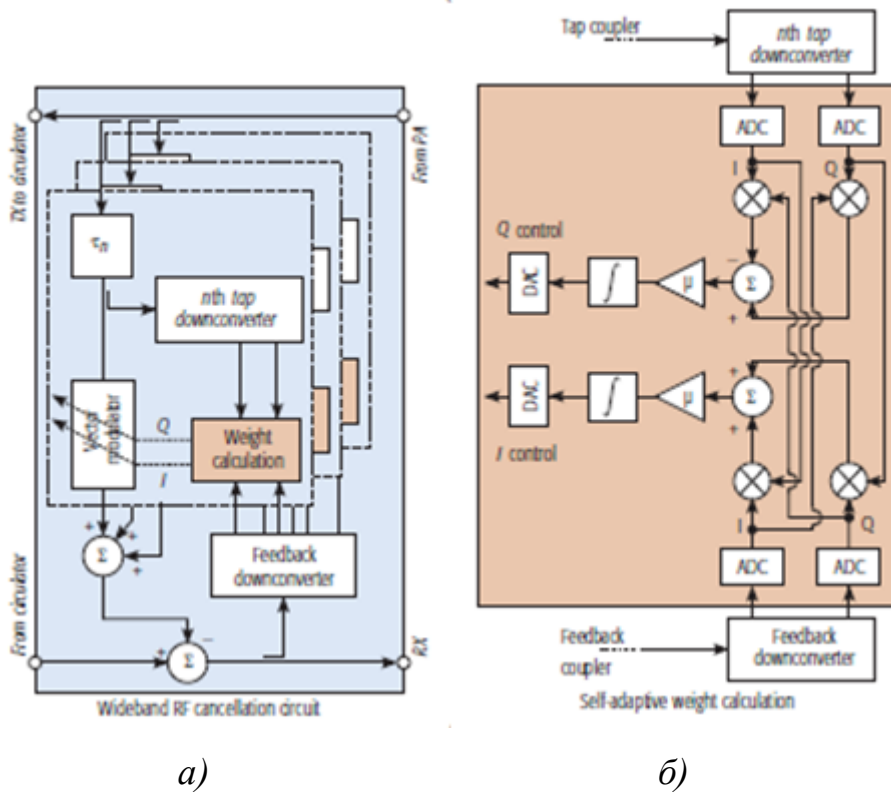 TX to circulator
From PA
τn
nth tap
downconverter
Vector
modulator
Q
I
Weight
calculation
+
+
+
Σ
Feedback
downconverter
From circulator
RX
+
−
Σ
Wideband RF cancellation circuit
а)
Tap coupler
nth tap
downconverter
ADC
ADC
I
Q
Q control
DAC
∫
μ
−
Σ
+
DAC
∫
μ
+
Σ
+
I control
I
Q
ADC
ADC
Feedback
coupler
Feedback
downconverter
Self-adaptive weight calculation
б)